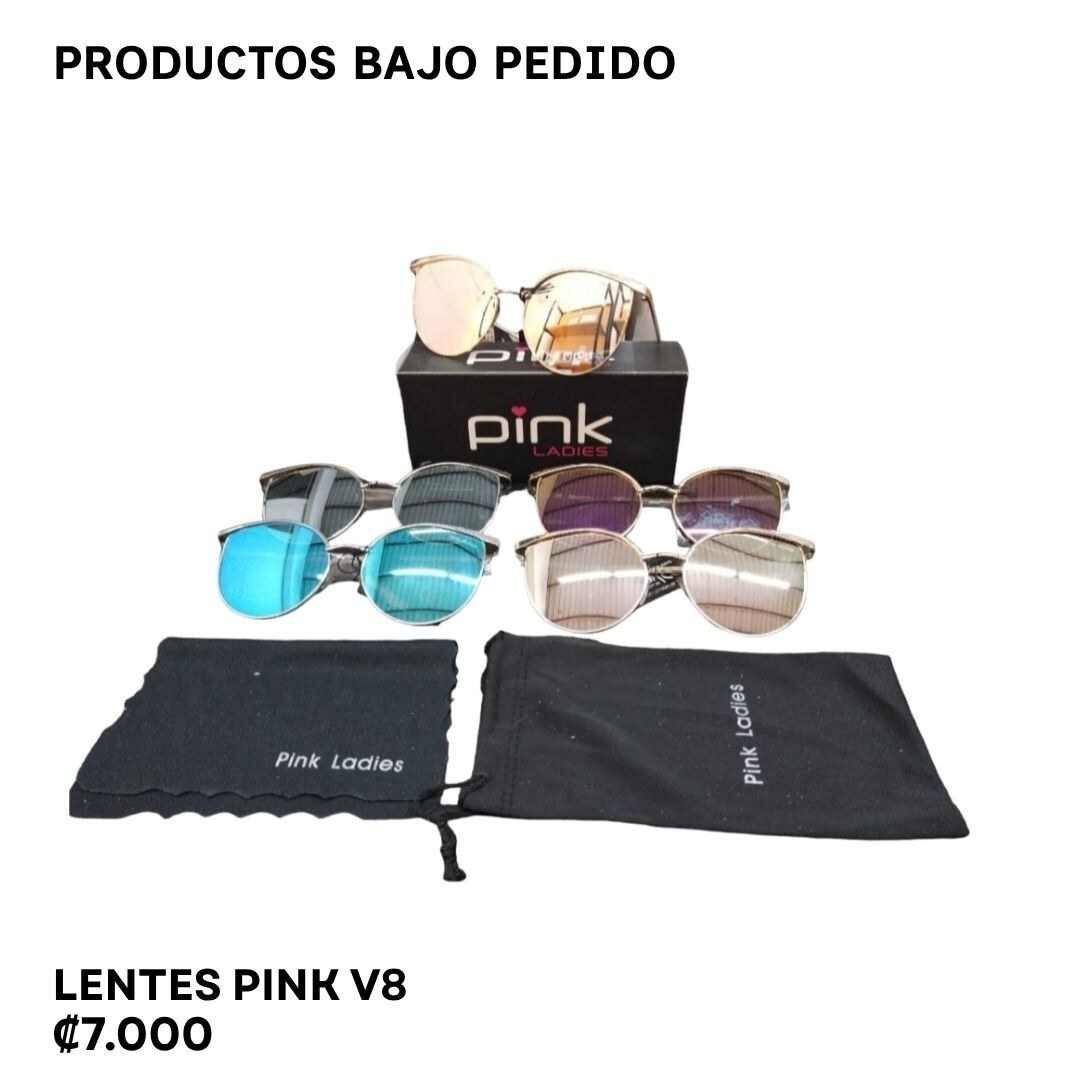 PRODUCTOS BAJO PEDIDO
pink
LADIES
Pink Ladies
Pink Ladies
LENTES PINK V8
₡7.000